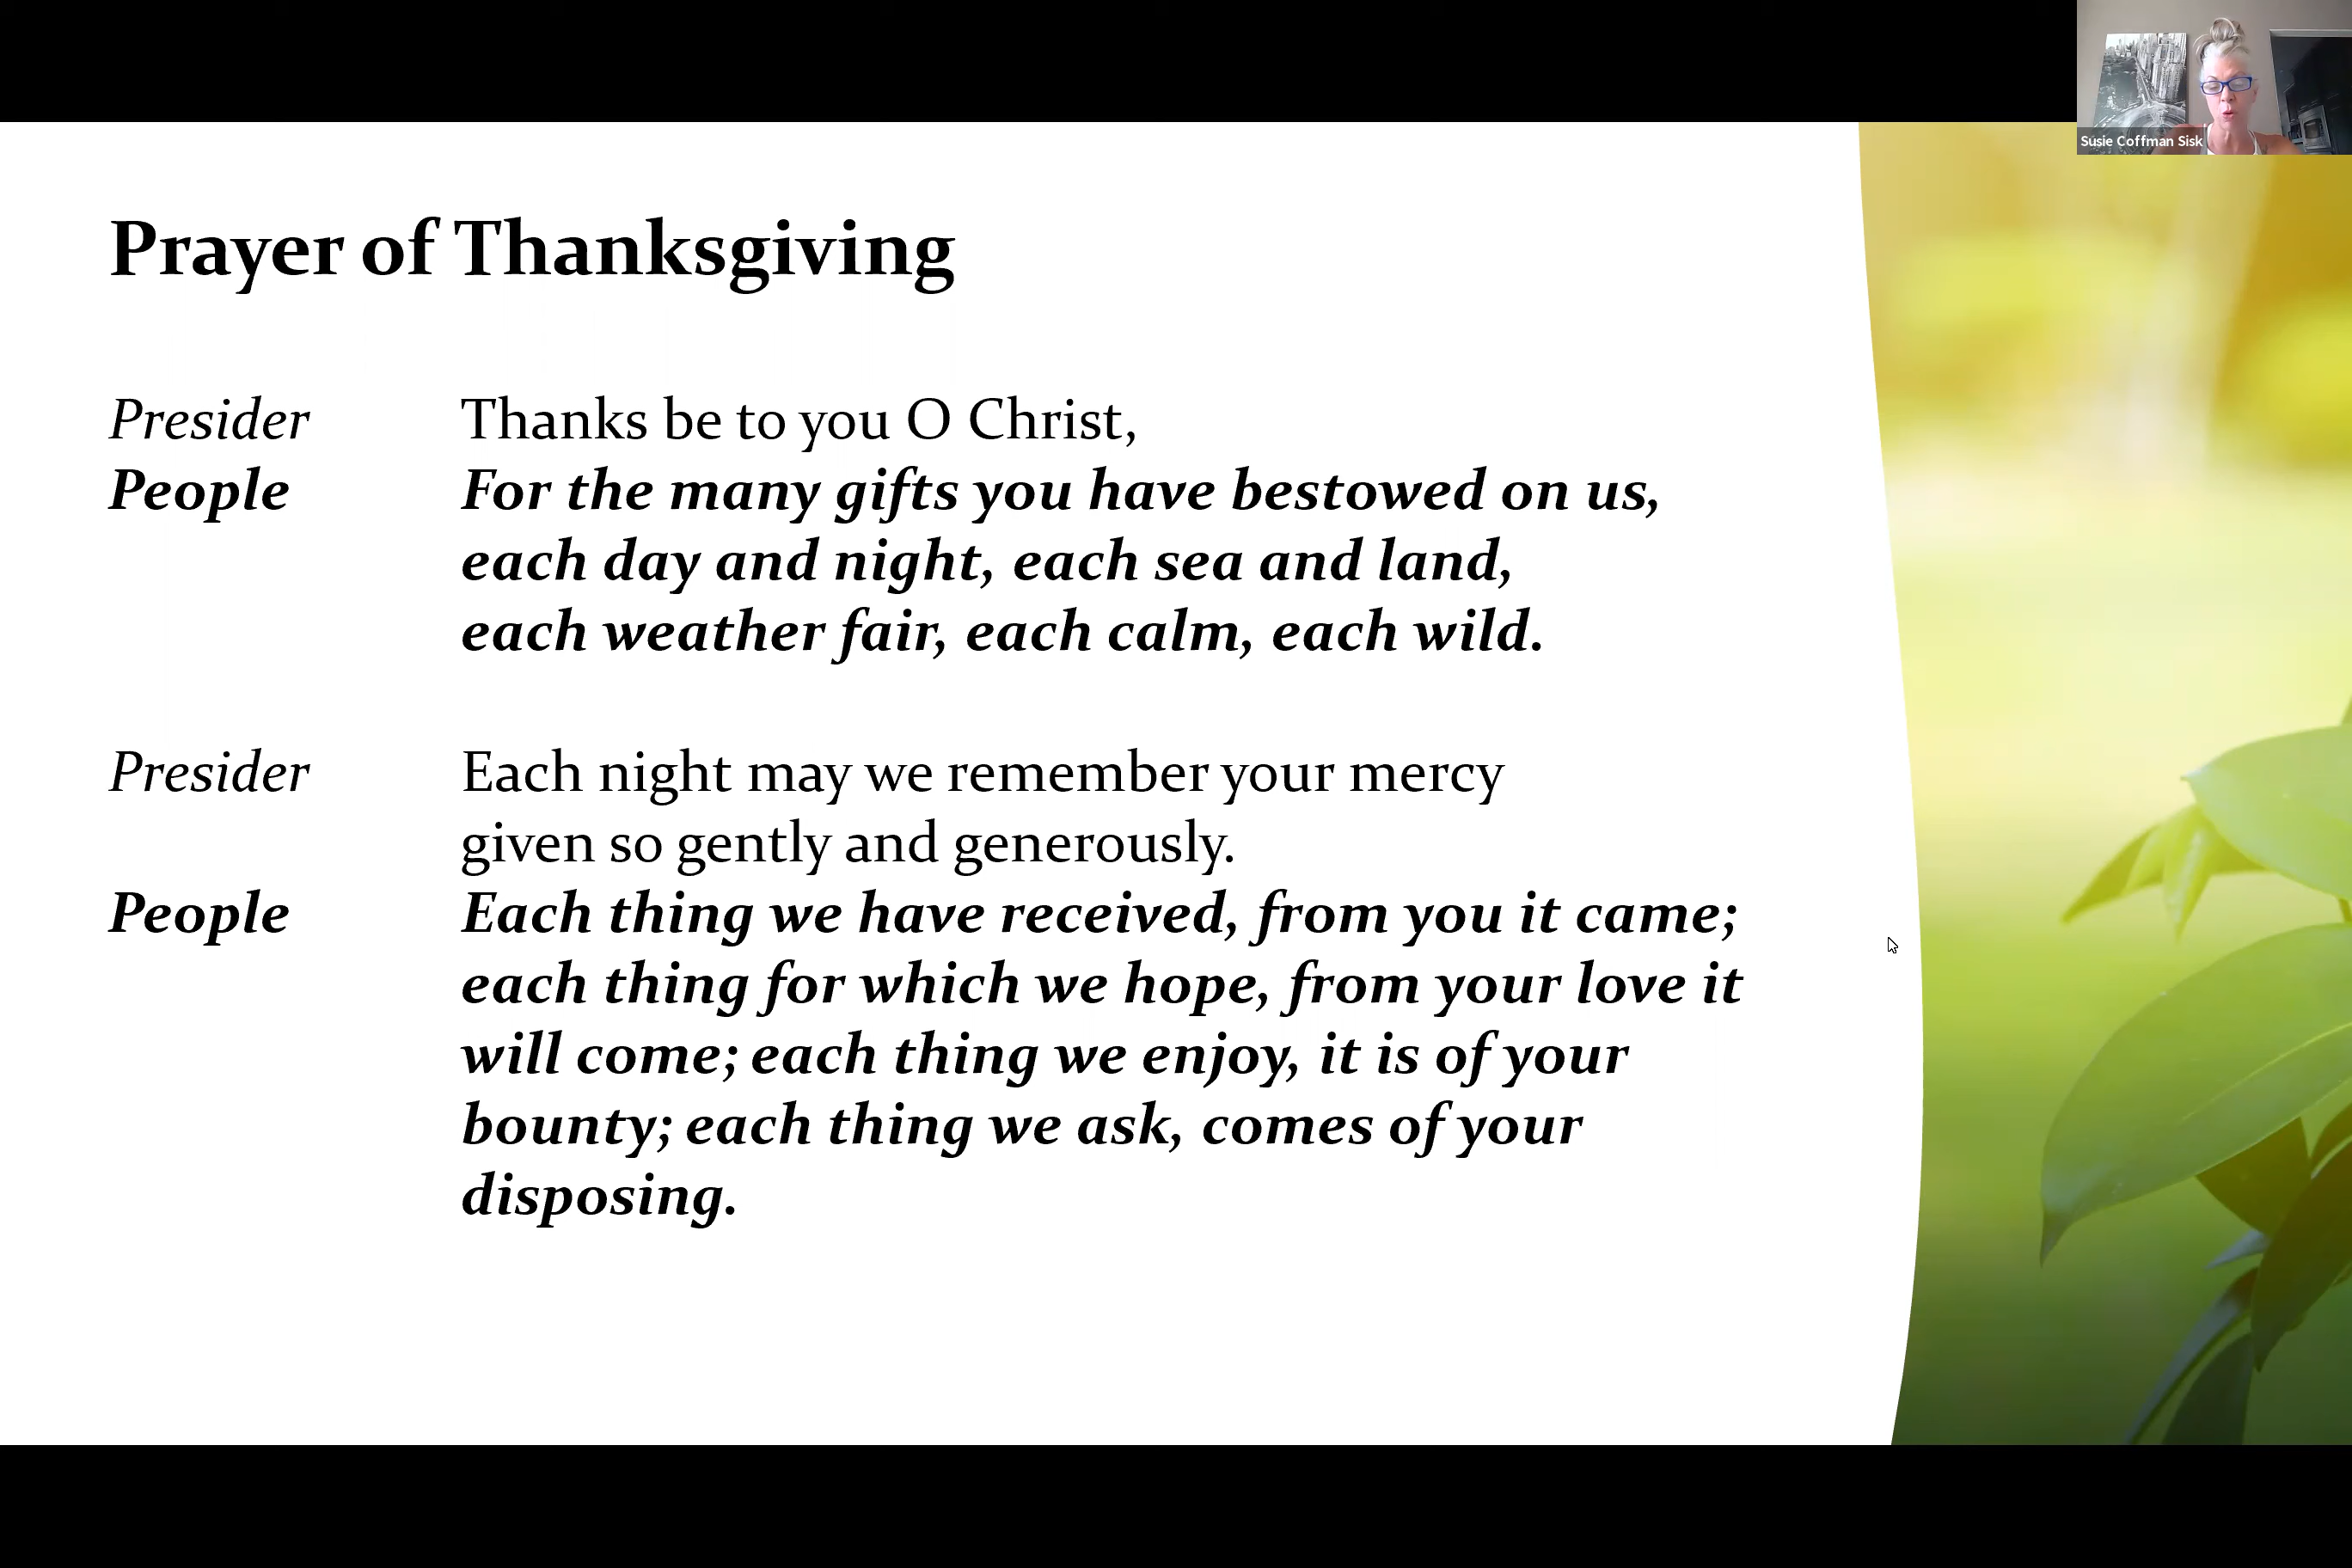 Susie Coffman Sisk
Prayer of Thanksgiving
Presider Thanks be to you O Christ,
People For the many gifts you have bestowed on us,
each day and night, each sea and land,
each weather fair, each calm, each wild.
Presider Each night may we remember your mercy
given so gently and generously.
People Each thing we have received, from you it came;
each thing for which we hope, from your love it
will come; each thing we enjoy, it is of your
bounty; each thing we ask, comes of your
disposing.